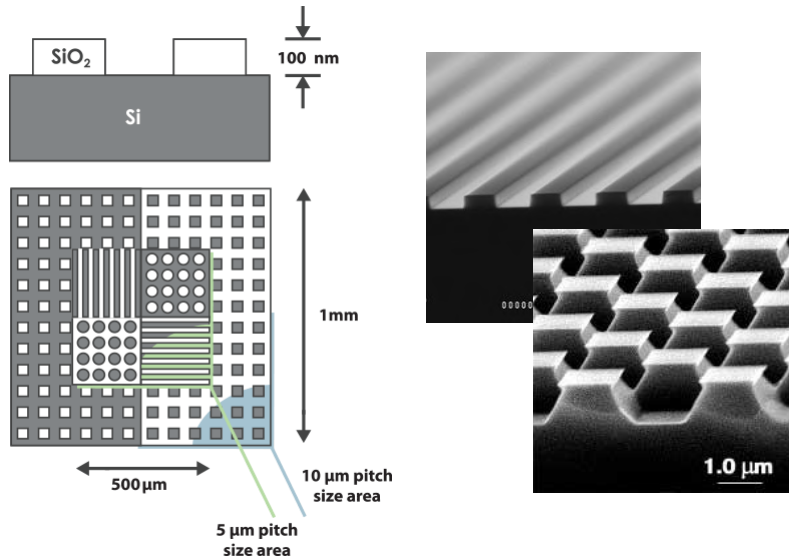 SiO₂
100 nm
Si
1mm
500µm
10 µm pitch
size area
5 µm pitch
size area
00000
1.0 µm